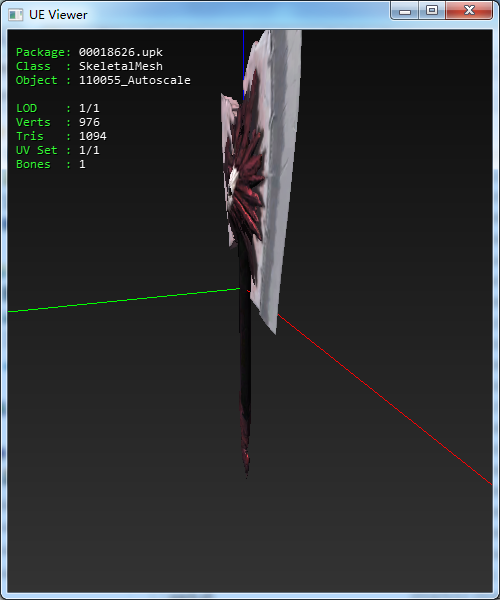 UE Viewer
Package: 00018626.upk
Class : SkeletalMesh
Object : 110055_Autoscale
LOD : 1/1
Verts : 976
Tris : 1094
UV Set : 1/1
Bones : 1